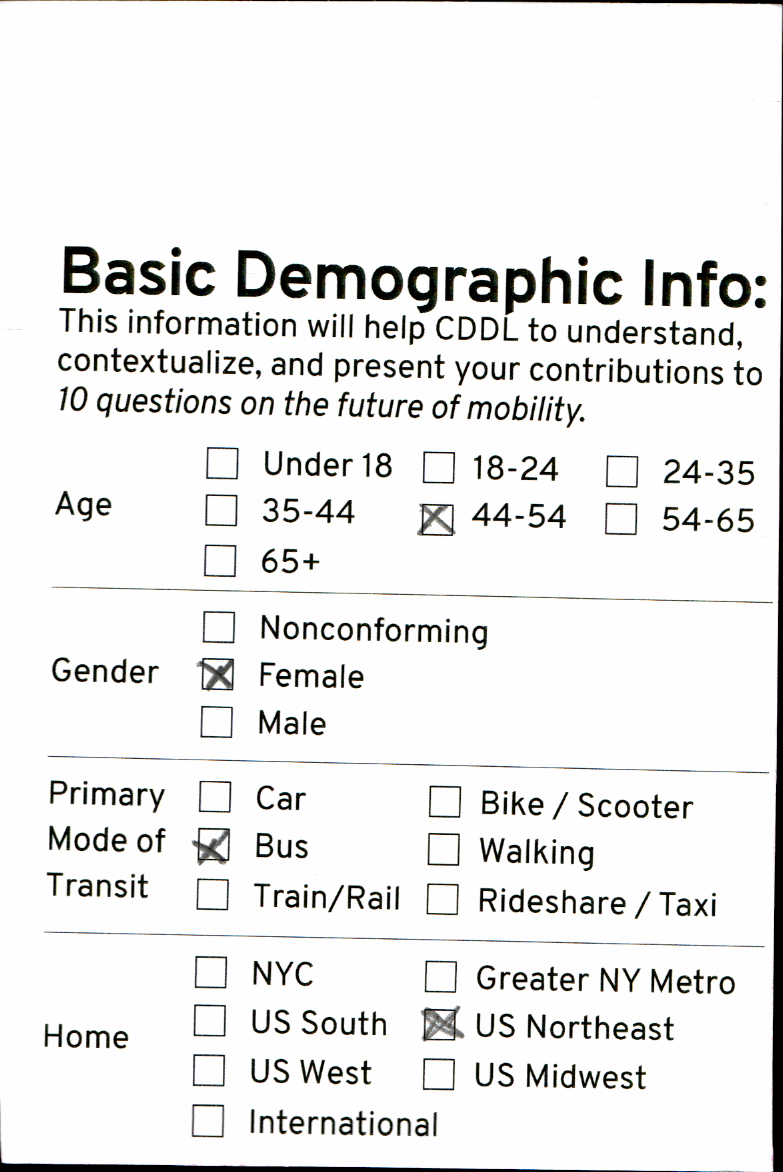 Basic Demographic Info:
This information will help CDDL to understand,
contextualize, and present your contributions to
10 questions on the future of mobility.
Age
☐ Under 18 ☐ 18-24 ☐ 24-35
☐ 35-44 ☒ 44-54 ☐ 54-65
☐ 65+
Gender
☐ Nonconforming
☒ Female
☐ Male
Primary
Mode of
Transit
☐ Car ☐ Bike / Scooter
☒ Bus ☐ Walking
☐ Train/Rail ☐ Rideshare / Taxi
Home
☐ NYC ☐ Greater NY Metro
☐ US South ☒ US Northeast
☐ US West ☐ US Midwest
☐ International